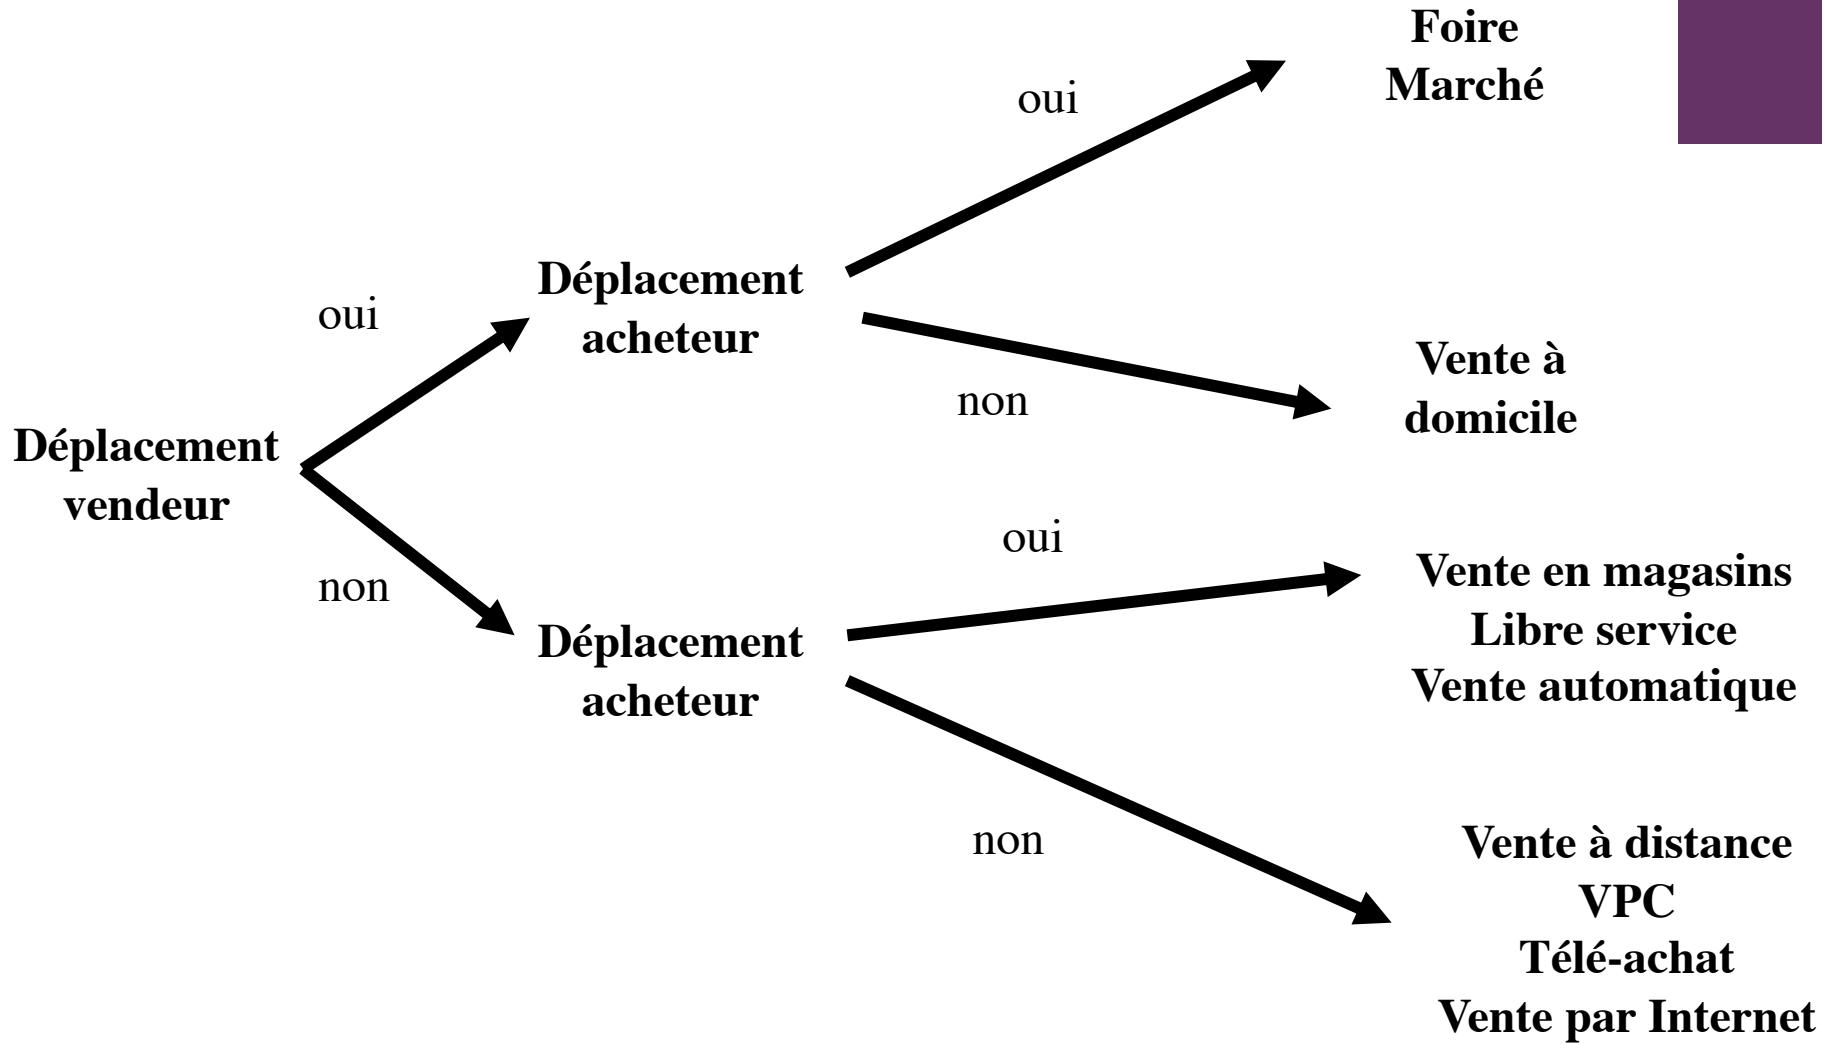 Foire
Marché
oui
Déplacement
acheteur
oui
non
Vente à
domicile
Déplacement
vendeur
non
oui
Vente en magasins
Libre service
Vente automatique
Déplacement
acheteur
non
Vente à distance
VPC
Télé-achat
Vente par Internet